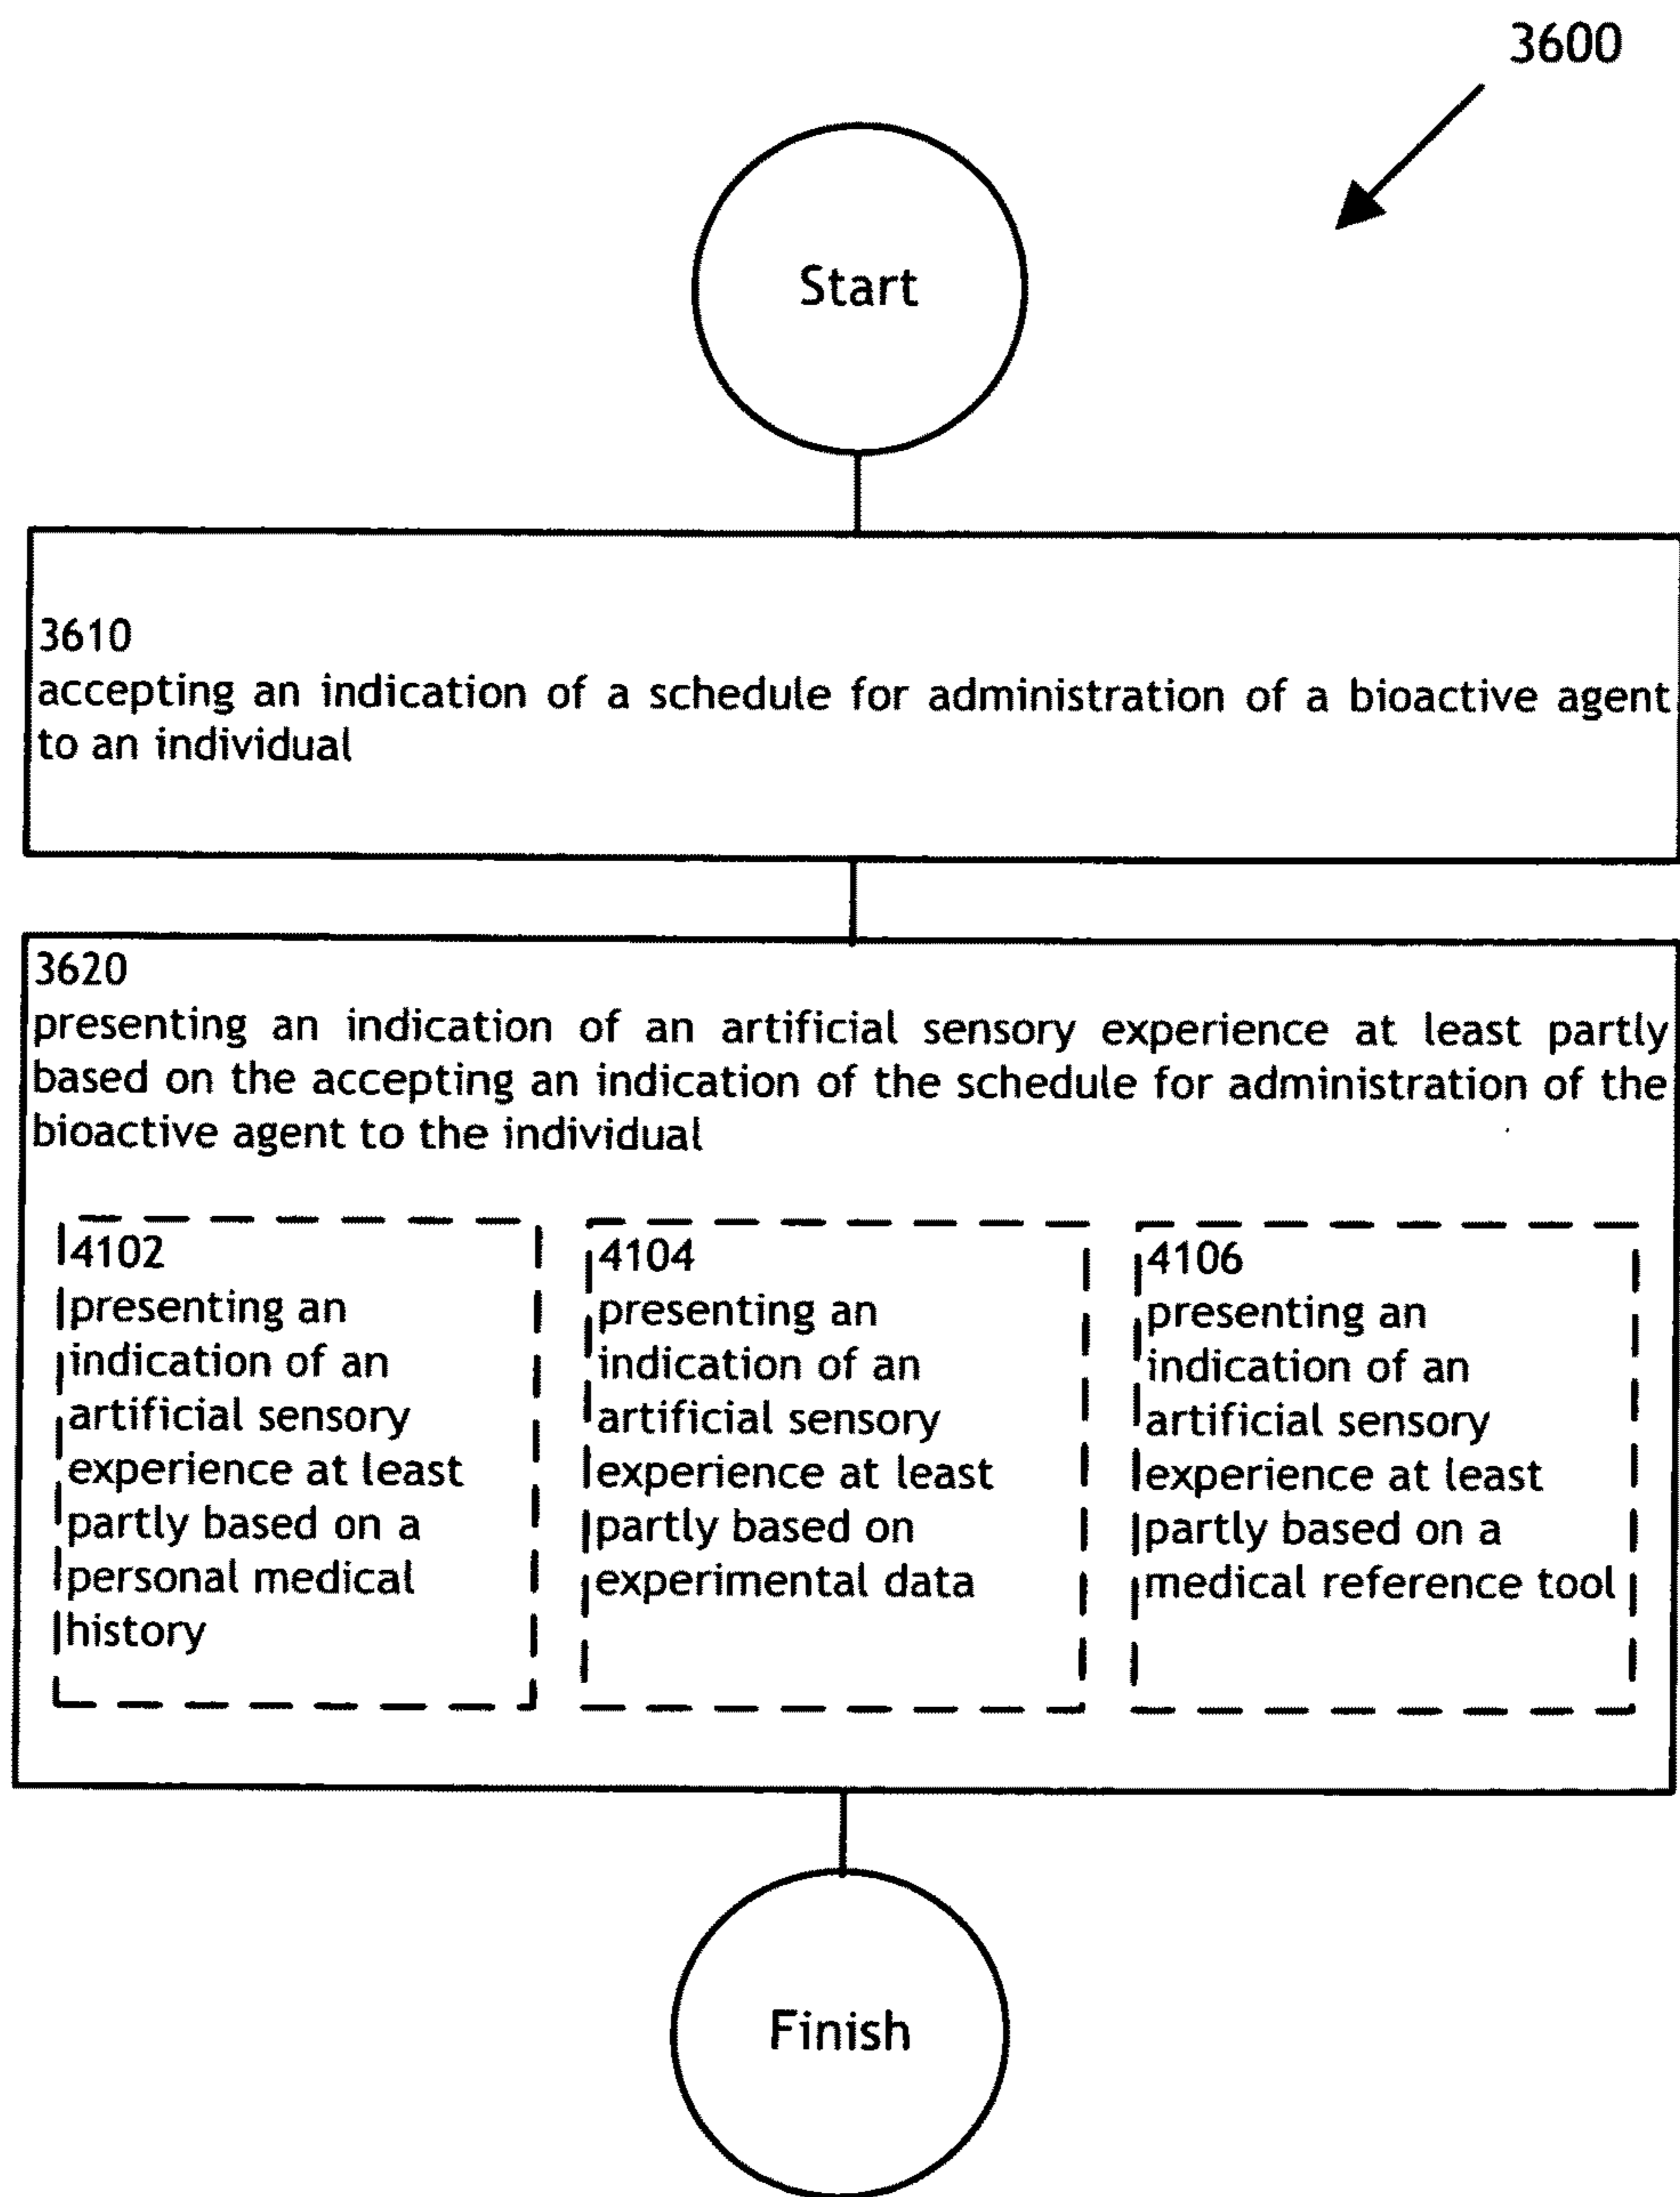 3600
Start
3610
accepting an indication of a schedule for administration of a bioactive agent
to an individual
3620
presenting an indication of an artificial sensory experience at least partly
based on the accepting an indication of the schedule for administration of the
bioactive agent to the individual
4102
presenting an
indication of an
artificial sensory
experience at least
partly based on a
personal medical
history
4104
presenting an
indication of an
artificial sensory
experience at least
partly based on
experimental data
4106
presenting an
indication of an
artificial sensory
experience at least
partly based on a
medical reference tool
Finish